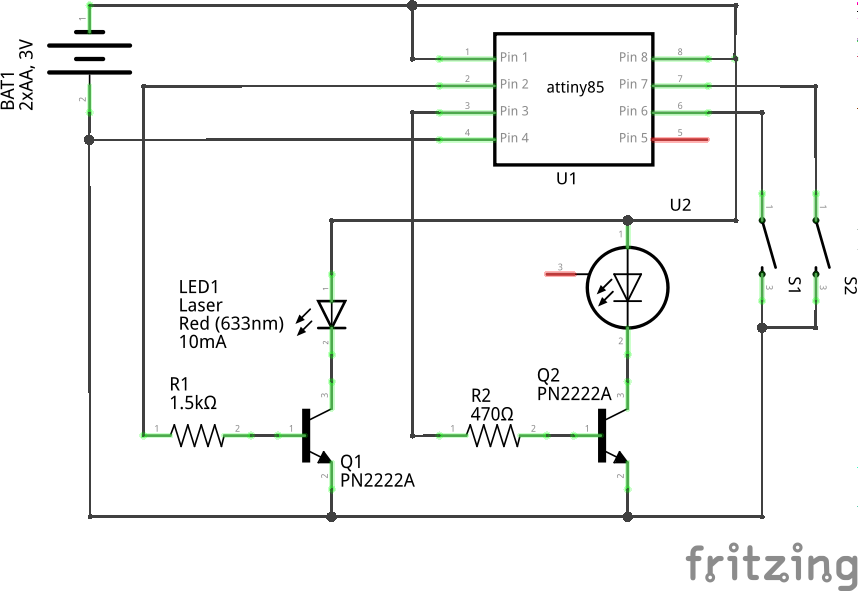 BAT1
2xAA, 3V
1
2
1 Pin 1
2 Pin 2
3 Pin 3
4 Pin 4
attiny85
Pin 8 8
Pin 7 7
Pin 6 6
Pin 5 5
U1
U2
1
3
2
1
3
S1
1
3
S2
LED1
Laser
Red (633nm)
10mA
1
2
R1
1.5kΩ
1 2
1
3
2
Q1
PN2222A
R2
470Ω
1 2
1
3
2
Q2
PN2222A
fritzing